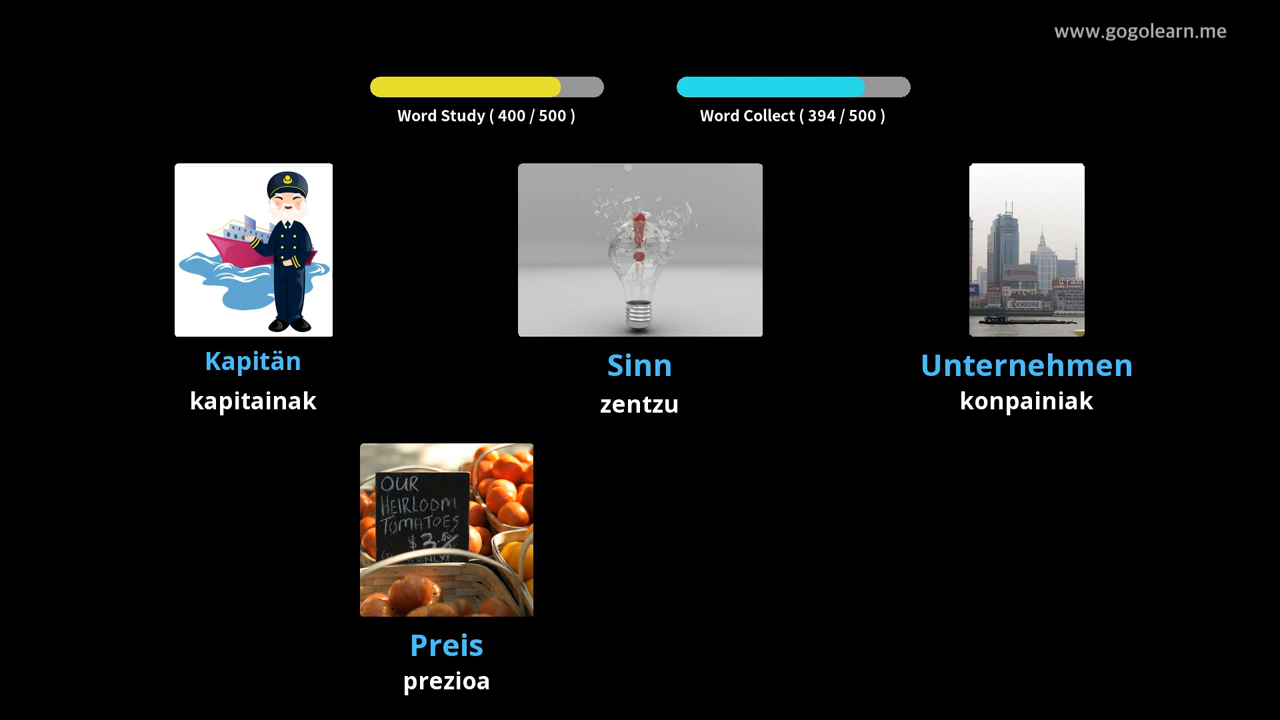 www.gogolearn.me
Word Study ( 400 / 500 )
Word Collect ( 394 / 500 )
TOYOTA
Kapitän
Sinn
Unternehmen
kapitainak
zentzu
konpainiak
OUR
HEIRLOOM
TOMATOES
Preis
prezioa